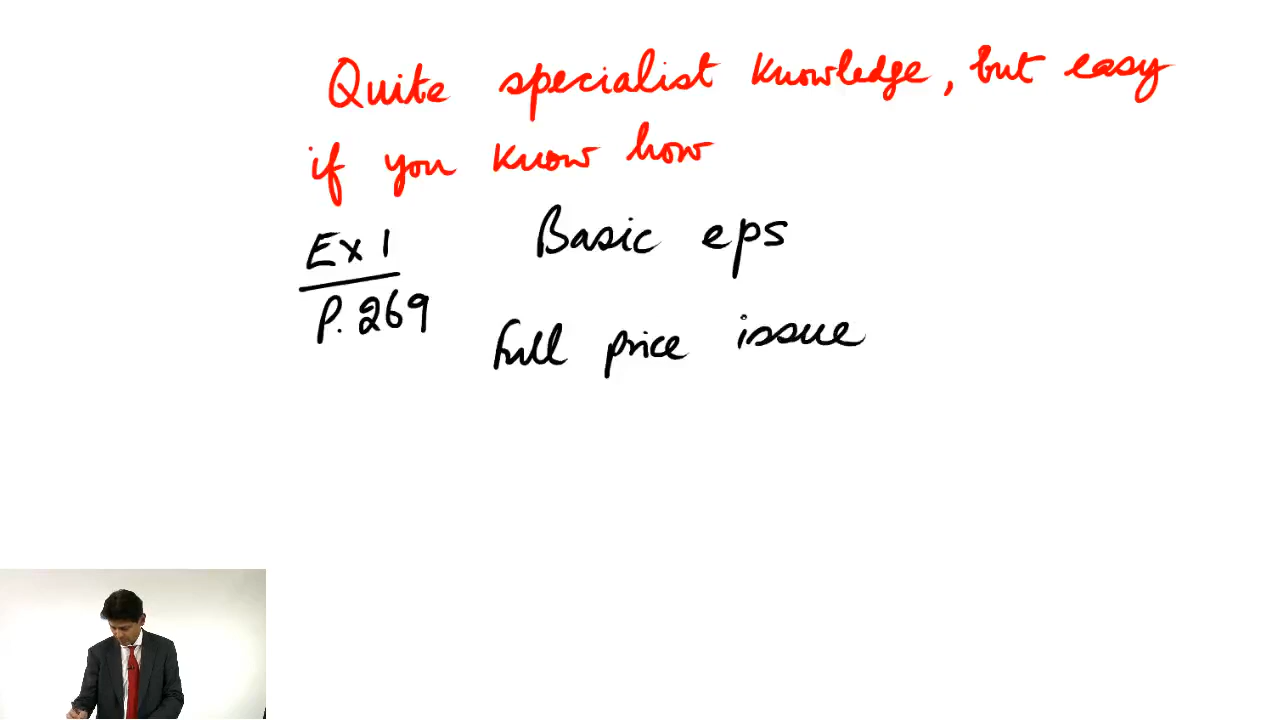 Quite specialist knowledge, but easy
if you know how
Ex 1
P. 269
Basic eps
Full price issue